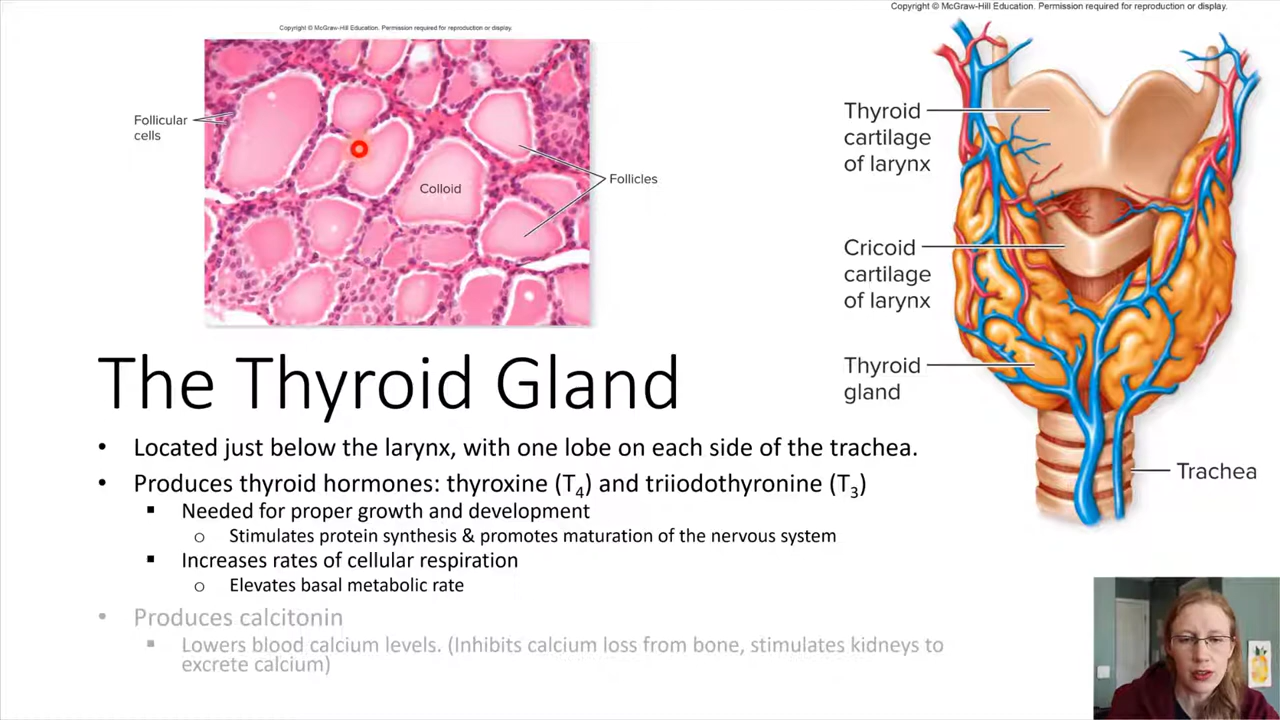 Copyright © McGraw-Hill Education. Permission required for reproduction or display.
Follicular
cells
Colloid
Follicles
Copyright © McGraw-Hill Education. Permission required for reproduction or display.
Thyroid
cartilage
of larynx
Cricoid
cartilage
of larynx
Thyroid
gland
Trachea
The Thyroid Gland
• Located just below the larynx, with one lobe on each side of the trachea.
• Produces thyroid hormones: thyroxine (T₄) and triiodothyronine (T₃)
▪ Needed for proper growth and development
o Stimulates protein synthesis & promotes maturation of the nervous system
▪ Increases rates of cellular respiration
o Elevates basal metabolic rate
• Produces calcitonin
▪ Lowers blood calcium levels. (Inhibits calcium loss from bone, stimulates kidneys to
excrete calcium)